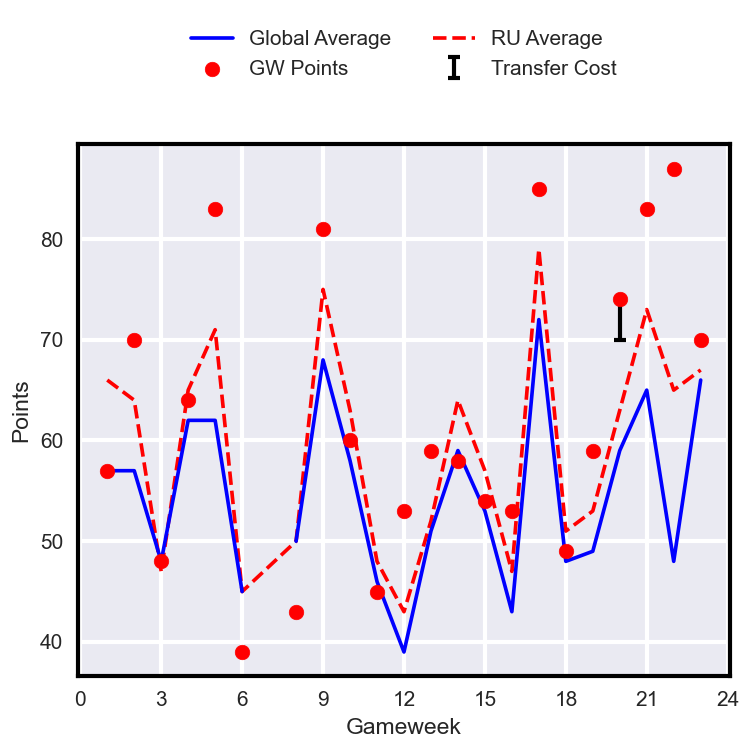 Global Average RU Average
GW Points Transfer Cost
80
70
60
50
40
Points
0 3 6 9 12 15 18 21 24
Gameweek